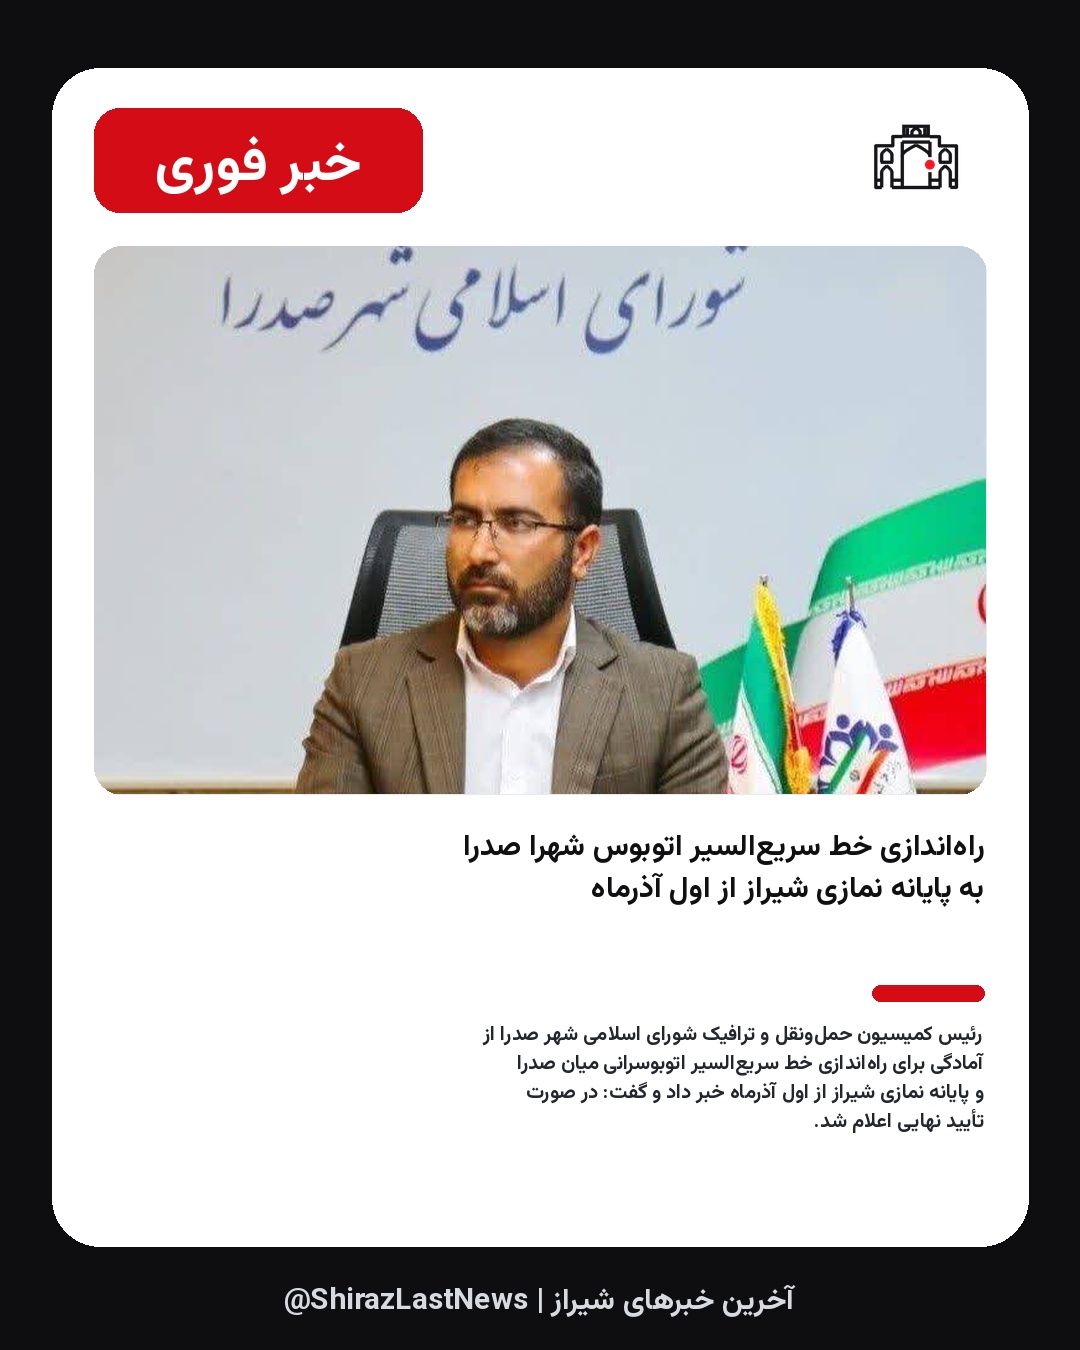 خبر فوری
شورای اسلامی شهر صدرا
راه‌اندازی خط سریع‌السیر اتوبوس شهرا صدرا
به پایانه نمازی شیراز از اول آذرماه
رئیس کمیسیون حمل‌ونقل و ترافیک شورای اسلامی شهر صدرا از
آمادگی برای راه‌اندازی خط سریع‌السیر اتوبوسرانی میان صدرا
و پایانه نمازی شیراز از اول آذرماه خبر داد و گفت: در صورت
تأیید نهایی اعلام شد.
آخرین خبرهای شیراز | @ShirazLastNews